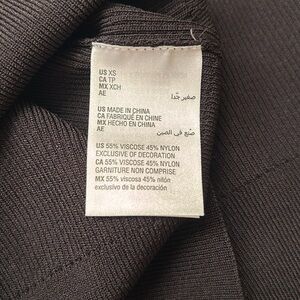 US XS
CA TP
MX XCH
AE صغير جدًا
US MADE IN CHINA
CA FABRIQUÉ EN CHINE
MX HECHO EN CHINA
AE صنع في الصين
US 55% VISCOSE 45% NYLON
EXCLUSIVE OF DECORATION
CA 55% VISCOSE 45% NYLON
GARNITURE NON COMPRISE
MX 55% viscosa 45% nilón
exclusivo de la decoración